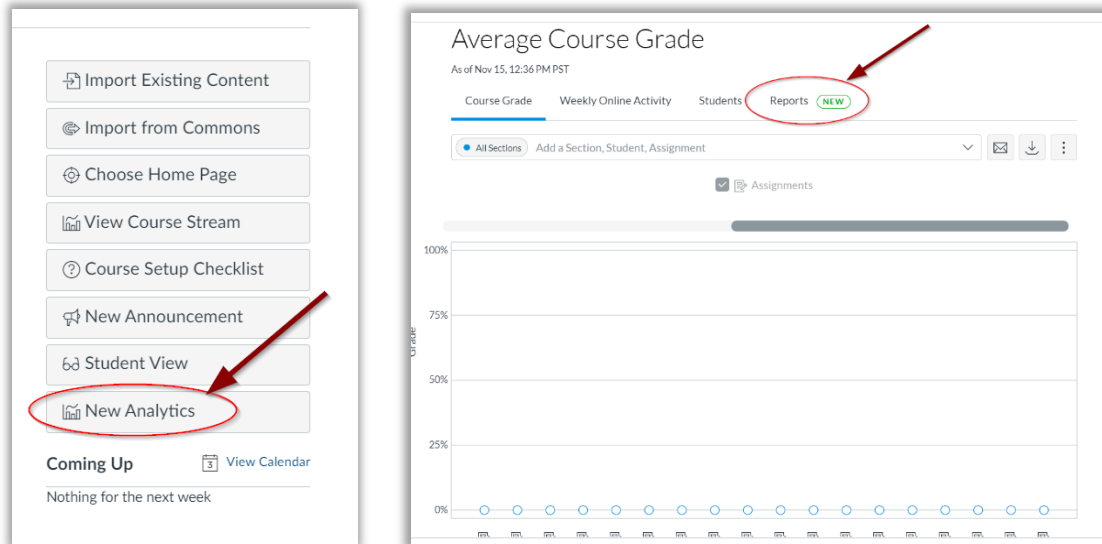 Import Existing Content
Import from Commons
Choose Home Page
View Course Stream
Course Setup Checklist
New Announcement
Student View
New Analytics
Coming Up
3 View Calendar
Nothing for the next week
Average Course Grade
As of Nov 15, 12:36 PM PST
Course Grade Weekly Online Activity Students Reports NEW
All Sections Add a Section, Student, Assignment
Assignments
100%
75%
Grade
50%
25%
0%